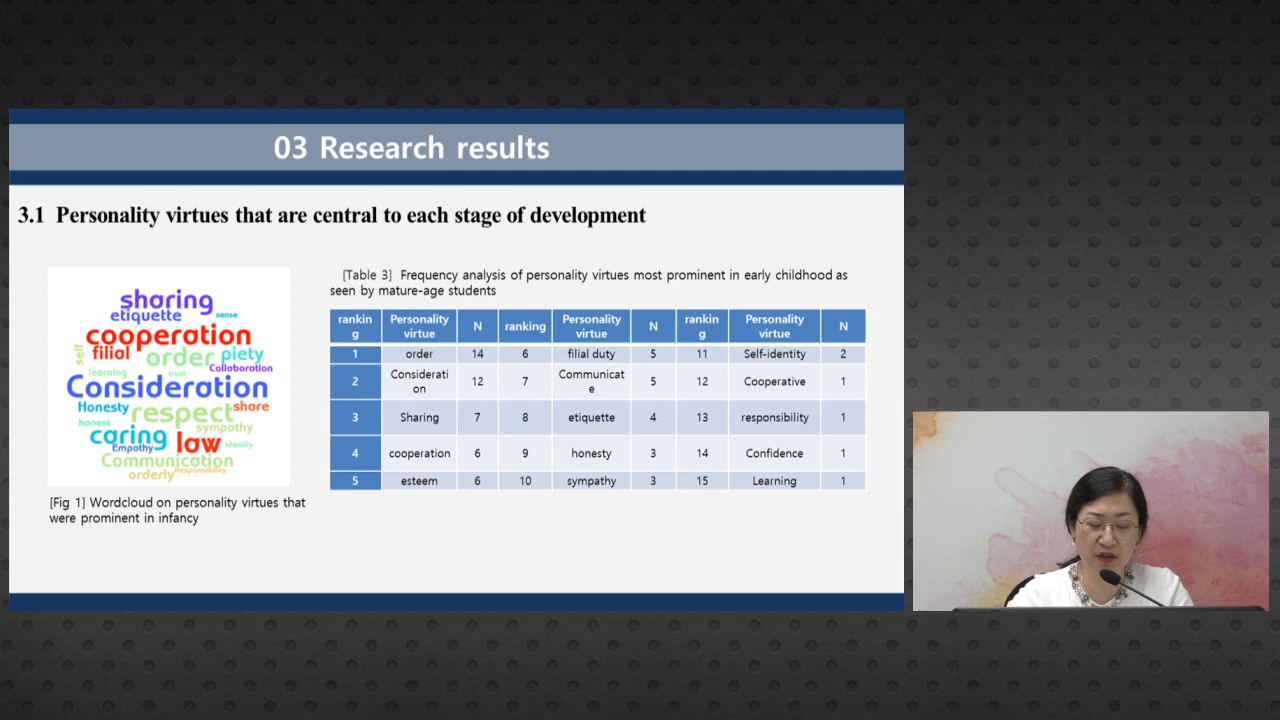 03 Research results
3.1 Personality virtues that are central to each stage of development
sharing
etiquette
sense
cooperation
self
filial
order
piety
Collaboration
learning
trust
Consideration
Honesty
respect
share
honest
sympathy
caring
law
Empathy
identity
Communication
orderly
Responsibility
[Fig 1] Wordcloud on personality virtues that
were prominent in infancy
[Table 3] Frequency analysis of personality virtues most prominent in early childhood as
seen by mature-age students
rankin
g
Personality
virtue
N
ranking
Personality
virtue
N
rankin
g
Personality
virtue
N
1 order 14 6 filial duty 5 11 Self-identity 2
2 Considerati
on 12 7 Communicat
e 5 12 Cooperative 1
3 Sharing 7 8 etiquette 4 13 responsibility 1
4 cooperation 6 9 honesty 3 14 Confidence 1
5 esteem 6 10 sympathy 3 15 Learning 1